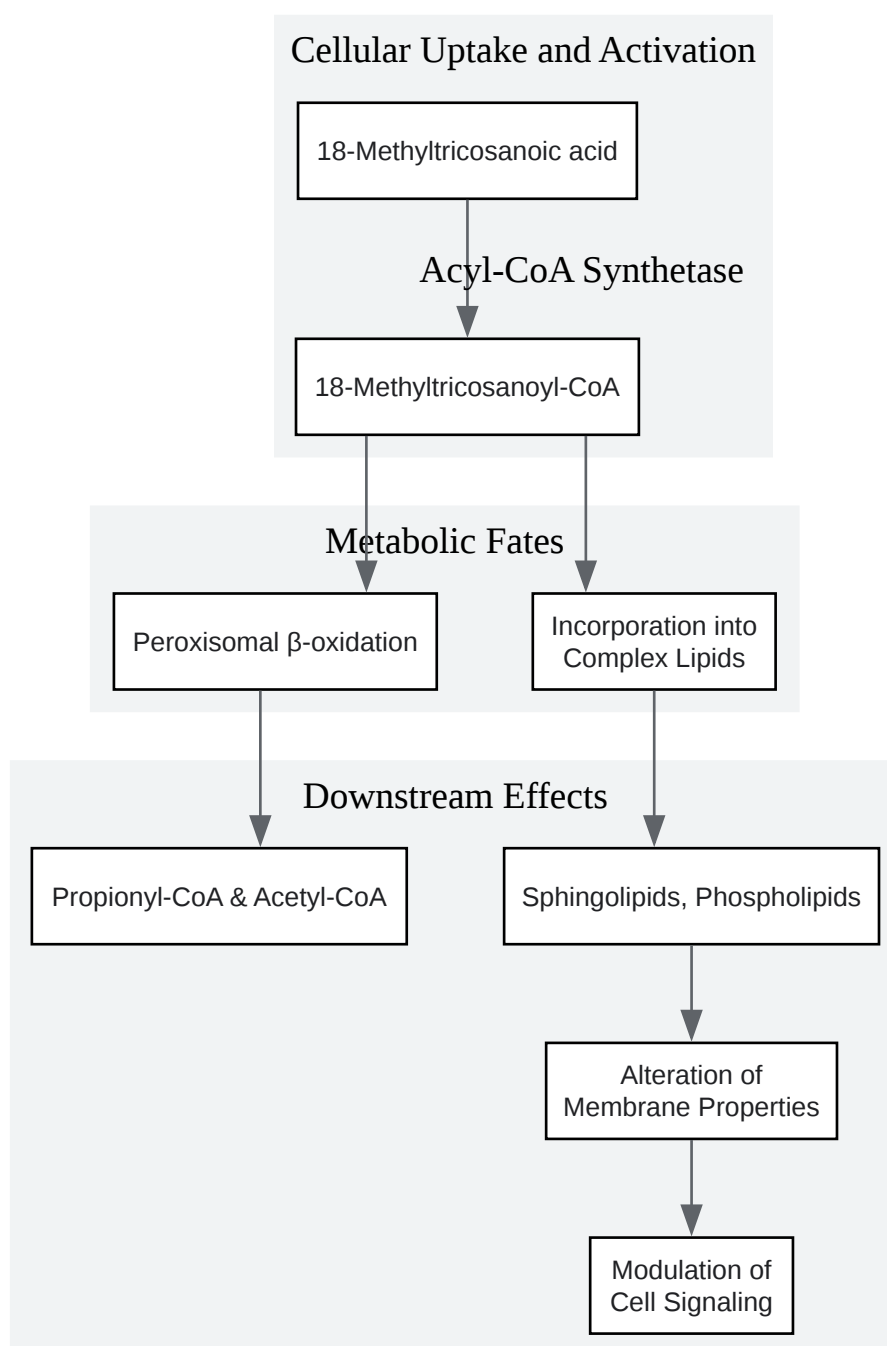 Cellular Uptake and Activation
18-Methyltricosanoic acid
Acyl-CoA Synthetase
18-Methyltricosanoyl-CoA
Metabolic Fates
Peroxisomal β-oxidation
Incorporation into
Complex Lipids
Downstream Effects
Propionyl-CoA & Acetyl-CoA
Sphingolipids, Phospholipids
Alteration of
Membrane Properties
Modulation of
Cell Signaling